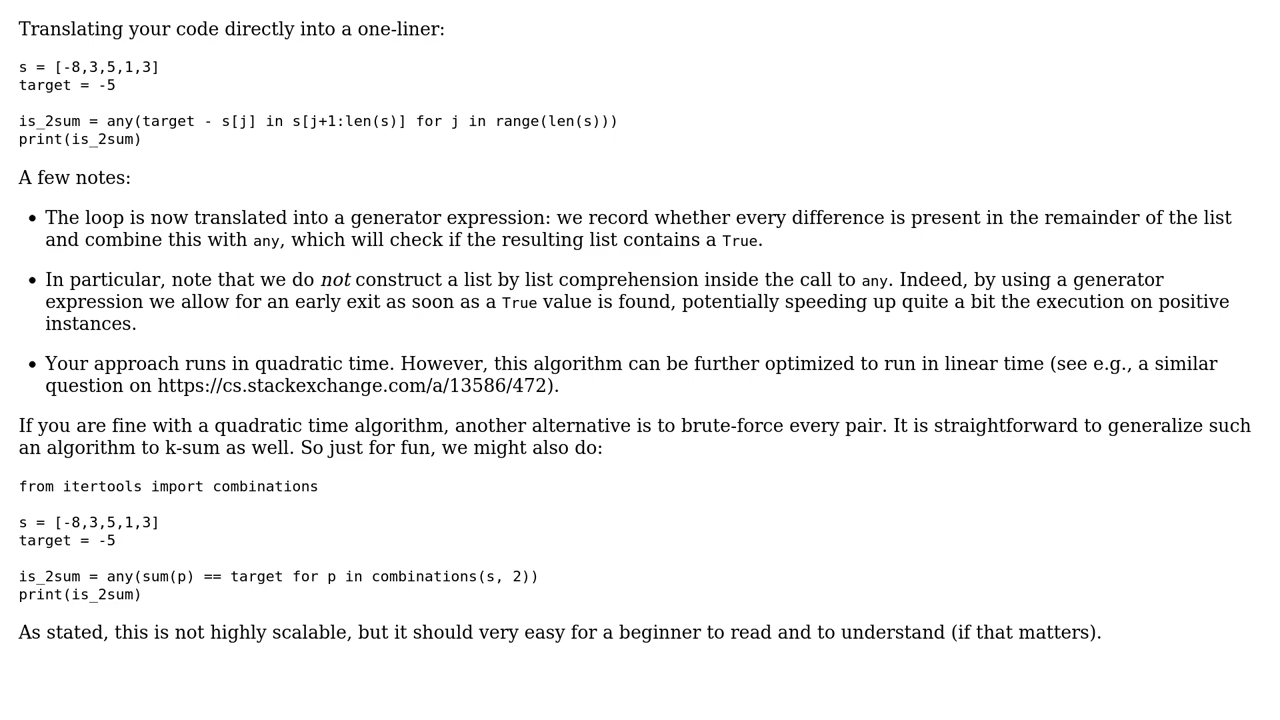 Translating your code directly into a one-liner:
s = [-8,3,5,1,3]
target = -5
is_2sum = any(target - s[j] in s[j+1:len(s)] for j in range(len(s)))
print(is_2sum)
A few notes:
• The loop is now translated into a generator expression: we record whether every difference is present in the remainder of the list
and combine this with any, which will check if the resulting list contains a True.
• In particular, note that we do not construct a list by list comprehension inside the call to any. Indeed, by using a generator
expression we allow for an early exit as soon as a True value is found, potentially speeding up quite a bit the execution on positive
instances.
• Your approach runs in quadratic time. However, this algorithm can be further optimized to run in linear time (see e.g., a similar
question on https://cs.stackexchange.com/a/13586/472).
If you are fine with a quadratic time algorithm, another alternative is to brute-force every pair. It is straightforward to generalize such
an algorithm to k-sum as well. So just for fun, we might also do:
from itertools import combinations
s = [-8,3,5,1,3]
target = -5
is_2sum = any(sum(p) == target for p in combinations(s, 2))
print(is_2sum)
As stated, this is not highly scalable, but it should very easy for a beginner to read and to understand (if that matters).